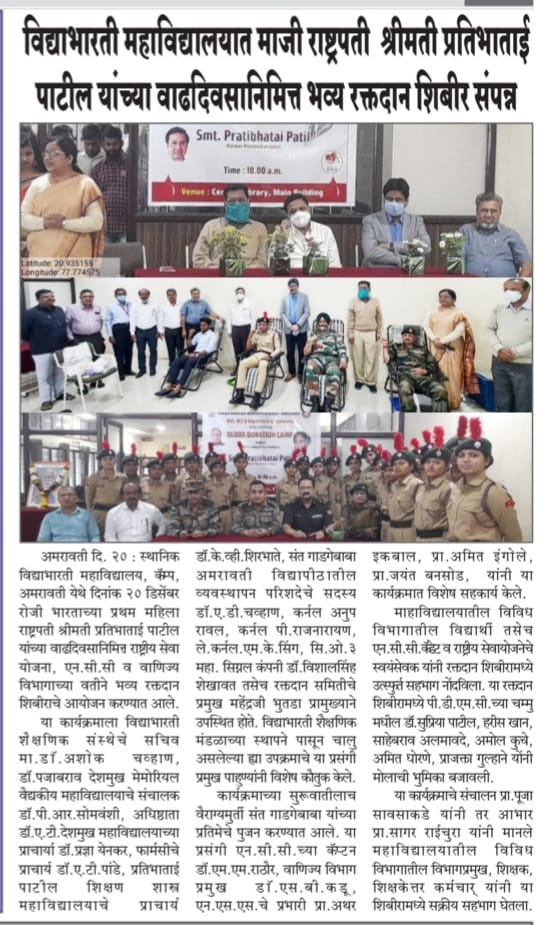 विद्याभारती महाविद्यालयात माजी राष्ट्रपती श्रीमती प्रतिभाताई
पाटील यांच्या वाढदिवसानिमित्त भव्य रक्तदान शिबीर संपन्न
Smt. Pratibhatai Patil
(Former President of India)
Time : 10.00 a.m.
Venue : Central Library, Main Building
Latitude: 20.935155
Longitude: 77.774575
BLOOD DONATION CAMP
Smt. Pratibhatai Patil
अमरावती दि. २० : स्थानिक
विद्याभारती महाविद्यालय, कॅम्प,
अमरावती येथे दिनांक २० डिसेंबर
रोजी भारताच्या प्रथम महिला
राष्ट्रपती श्रीमती प्रतिभाताई पाटील
यांच्या वाढदिवसानिमित्त राष्ट्रीय सेवा
योजना, एन.सी.सी व वाणिज्य
विभागाच्या वतीने भव्य रक्तदान
शिबीराचे आयोजन करण्यात आले.
या कार्यक्रमाला विद्याभारती
शैक्षणिक संस्थेचे सचिव
मा.डॉ.अशोक चव्हाण,
डॉ.पंजाबराव देशमुख मेमोरियल
वैद्यकीय महाविद्यालयाचे संचालक
डॉ.पी.आर.सोमवंशी, अधिष्ठाता
डॉ.ए.टी.देशमुख महाविद्यालयाच्या
प्राचार्या डॉ.प्रज्ञा येनकर, फार्मसीचे
प्राचार्य डॉ.ए.टी.पांडे, प्रतिभाताई
पाटील शिक्षण शास्त्र
महाविद्यालयाचे प्राचार्य
डॉ.के.व्ही.शिरभाते, संत गाडगेबाबा
अमरावती विद्यापीठातील
व्यवस्थापन परिशदेचे सदस्य
डॉ.ए.डी.चव्हाण, कर्नल अनुप
रावल, कर्नल पी.राजनारायण,
ले.कर्नल.एम.के.सिंग, सि.ओ.३
महा. सिग्नल कंपनी डॉ.विशालसिंह
शेखावत तसेच रक्तदान समितीचे
प्रमुख महेंद्रजी भुतडा प्रामुख्याने
उपस्थित होते. विद्याभारती शैक्षणिक
मंडळाच्या स्थापने पासून चालु
असलेल्या ह्या उपक्रमाचे या प्रसंगी
प्रमुख पाहुण्यांनी विशेष कौतुक केले.
कार्यक्रमाच्या सुरूवातीलाच
वैराग्यमुर्ती संत गाडगेबाबा यांच्या
प्रतिमेचे पुजन करण्यात आले. या
प्रसंगी एन.सी.सी.च्या कॅप्टन
डॉ.एम.एम.राठौर, वाणिज्य विभाग
प्रमुख डॉ.एस.बी.कडू,
एन.एस.एस.चे प्रभारी प्रा.अथर
इकबाल, प्रा.अमित इंगोले,
प्रा.जयंत बनसोड, यांनी या
कार्यक्रमात विशेष सहकार्य केले.
माहाविद्यालयातील विविध
विभागातील विद्यार्थी तसेच
एन.सी.सी.कॅडेट व राष्ट्रीय सेवायोजनेचे
स्वयंसेवक यांनी रक्तदान शिबीरामध्ये
उत्स्फुर्त सहभाग नोंदविला. या रक्तदान
शिबीरामध्ये पी.डी.एम.सी.च्या चम्मु
मधील डॉ.सुप्रिया पाटील, हरीस खान,
साहेबराव अलमावदे, अमोल कुचे,
अमित धोरणे, प्राजक्ता गुल्हाने यांनी
मोलाची भुमिका बजावली.
या कार्यक्रमाचे संचालन प्रा.पूजा
सावसाकडे यांनी तर आभार
प्रा.सागर राईचुरा यांनी मानले
महाविद्यालयातील विविध
विभागातील विभागप्रमुख, शिक्षक,
शिक्षकेत्तर कर्मचार् यांनी या
शिबीरामध्ये सक्रीय सहभाग घेतला.